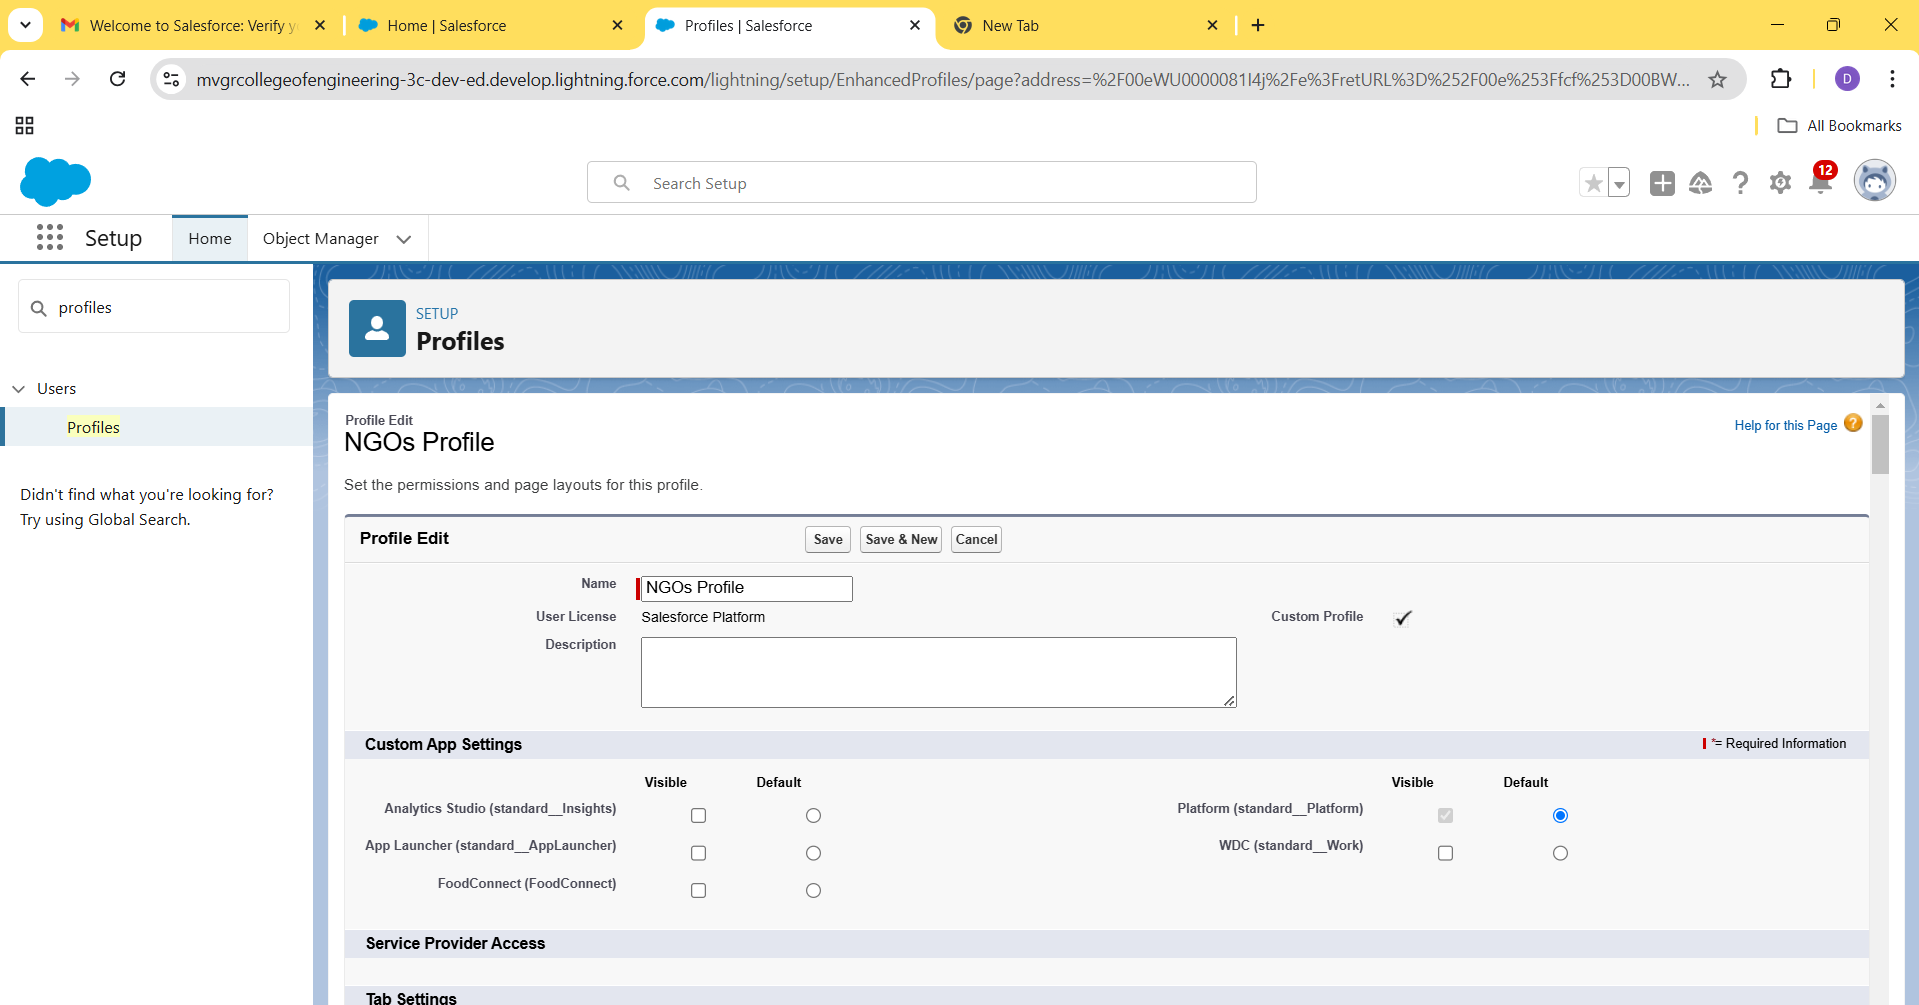 Welcome to Salesforce: Verify y
Home | Salesforce
Profiles | Salesforce
New Tab
mvgrcollegeofengineering-3c-dev-ed.develop.lightning.force.com/lightning/setup/EnhancedProfiles/page?address=%2F00eWU0000081I4j%2Fe%3FretURL%3D%252F00e%253Ffcf%253D00BW...
D
All Bookmarks
Search Setup
12
Setup
Home
Object Manager
profiles
Users
Profiles
Didn't find what you're looking for?
Try using Global Search.
SETUP
Profiles
Profile Edit
NGOs Profile
Help for this Page ?
Set the permissions and page layouts for this profile.
Profile Edit
Save
Save & New
Cancel
Name
NGOs Profile
User License
Salesforce Platform
Custom Profile
Description
Custom App Settings
*= Required Information
Visible Default
Visible Default
Analytics Studio (standard__Insights)
Platform (standard__Platform)
App Launcher (standard__AppLauncher)
WDC (standard__Work)
FoodConnect (FoodConnect)
Service Provider Access
Tab Settings